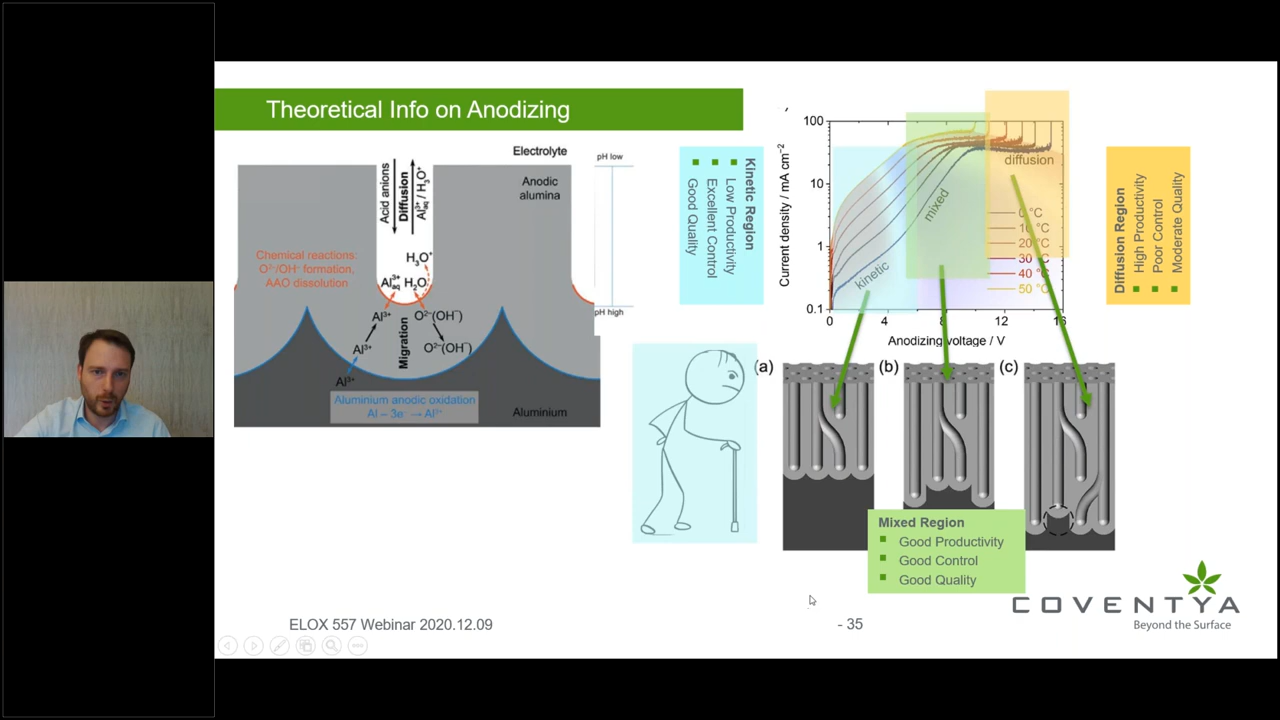 Theoretical Info on Anodizing
Electrolyte
Anodic
alumina
pH low
pH high
Acid anions
Diffusion
Al³⁺aq / H₃O⁺
Chemical reactions:
O²⁻/OH⁻ formation,
AAO dissolution
H₃O⁺
Al³⁺aq H₂O
Al³⁺
O²⁻(OH⁻)
Migration
Al³⁺
O²⁻(OH⁻)
Al³⁺
Aluminium anodic oxidation
Al – 3e⁻ → Al³⁺
Aluminium
Kinetic Region
Low Productivity
Excellent Control
Good Quality
Current density / mA cm⁻²
100
10
1
0.1
0
4
8
12
16
Anodizing voltage / V
kinetic
mixed
diffusion
0 °C
10 °C
20 °C
30 °C
40 °C
50 °C
Diffusion Region
High Productivity
Poor Control
Moderate Quality
(a)
(b)
(c)
Mixed Region
Good Productivity
Good Control
Good Quality
COVENTYA
Beyond the Surface
ELOX 557 Webinar 2020.12.09
- 35